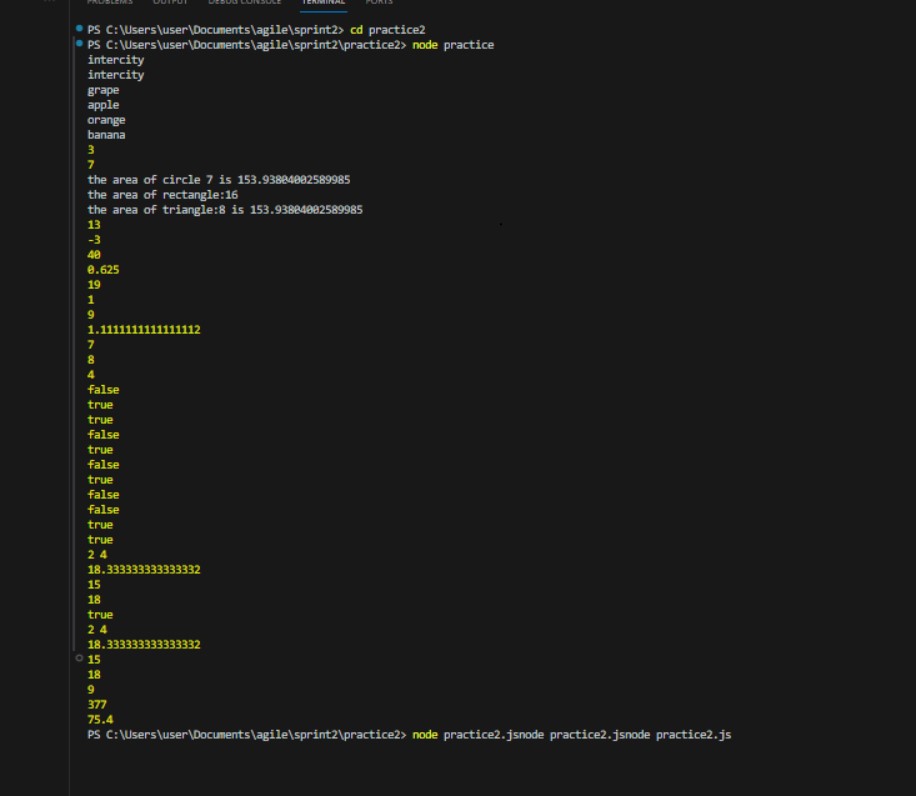 PROBLEMS OUTPUT DEBUG CONSOLE TERMINAL PORTS
PS C:\Users\user\Documents\agile\sprint2> cd practice2
PS C:\Users\user\Documents\agile\sprint2\practice2> node practice
intercity
intercity
grape
apple
orange
banana
3
7
the area of circle 7 is 153.93804002589985
the area of rectangle:16
the area of triangle:8 is 153.93804002589985
13
-3
40
0.625
19
1
9
1.1111111111111112
7
8
4
false
true
true
false
true
false
true
false
false
true
true
2 4
18.333333333333332
15
18
true
2 4
18.333333333333332
15
18
9
377
75.4
PS C:\Users\user\Documents\agile\sprint2\practice2> node practice2.jsnode practice2.jsnode practice2.js